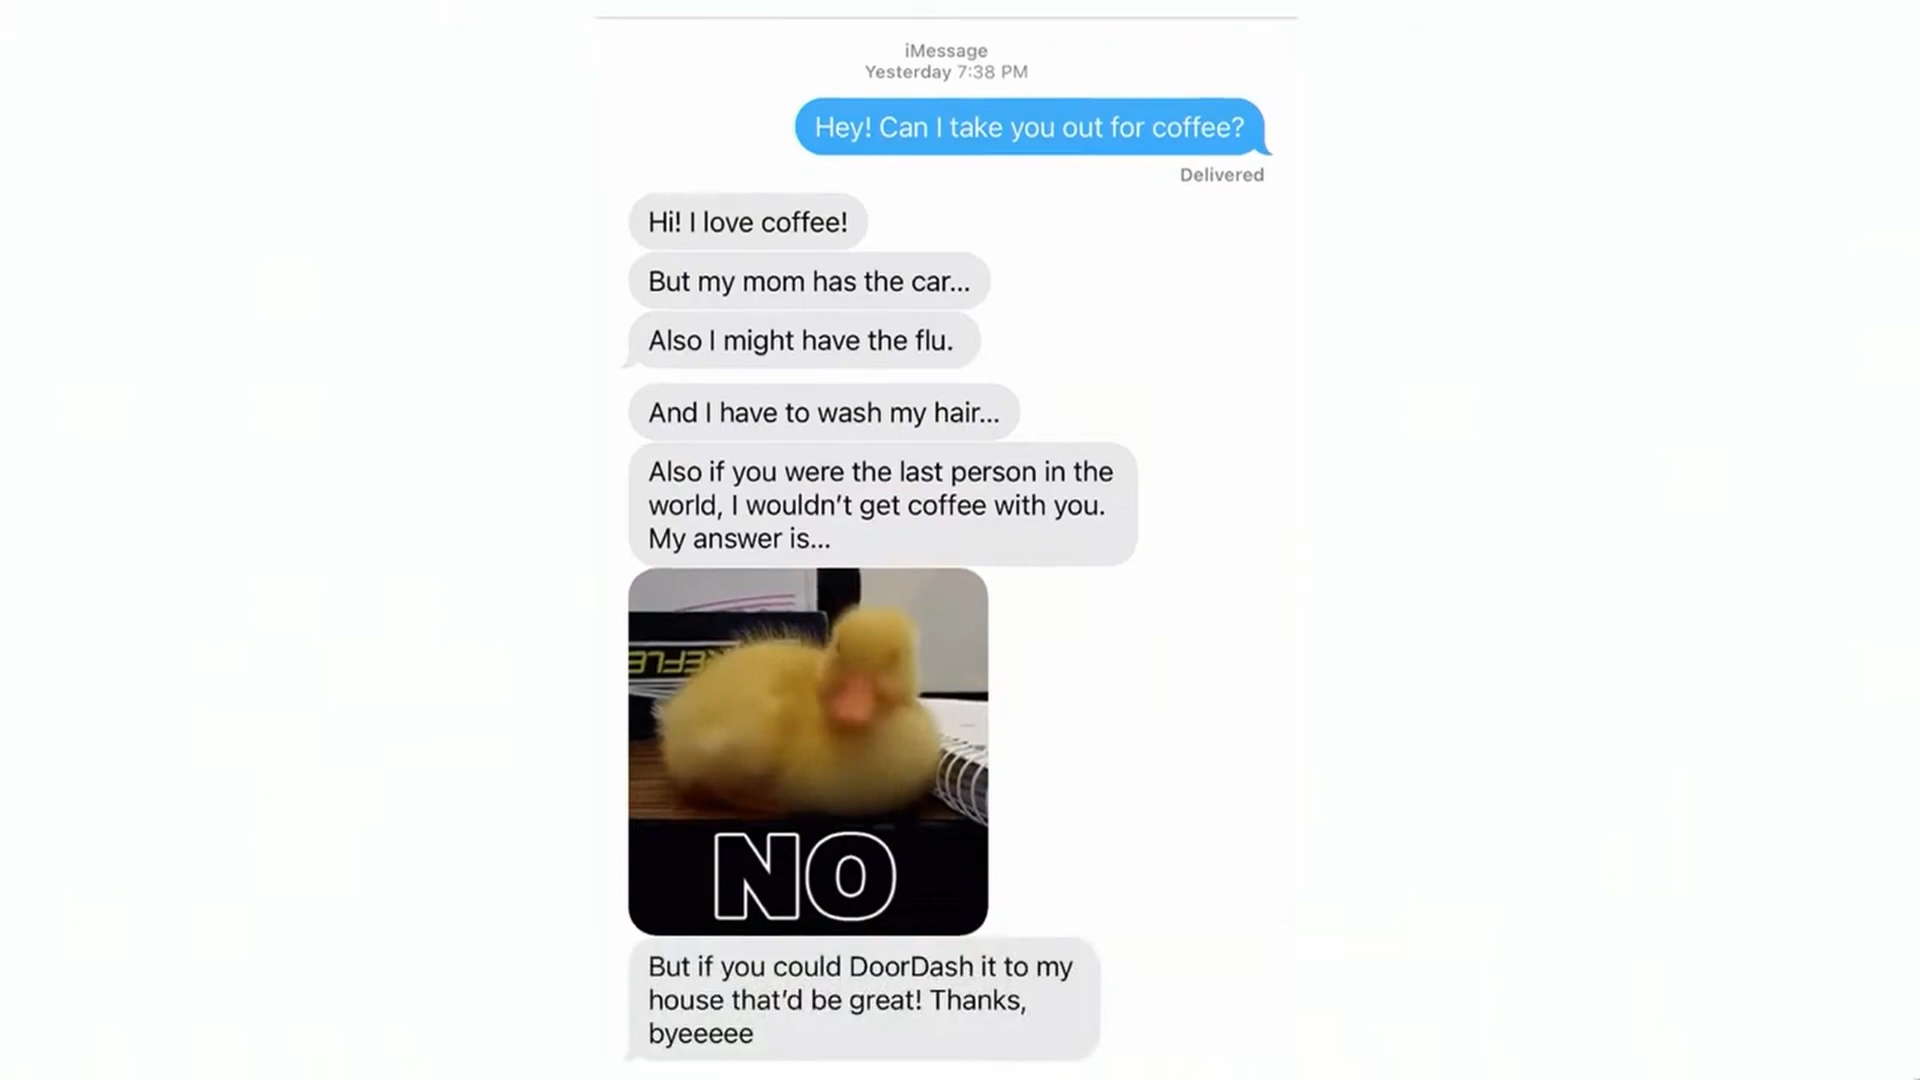 iMessage
Yesterday 7:38 PM
Hey! Can I take you out for coffee?
Delivered
Hi! I love coffee!
But my mom has the car...
Also I might have the flu.
And I have to wash my hair...
Also if you were the last person in the
world, I wouldn't get coffee with you.
My answer is...
REFLE
NO
But if you could DoorDash it to my
house that'd be great! Thanks,
byeeeee